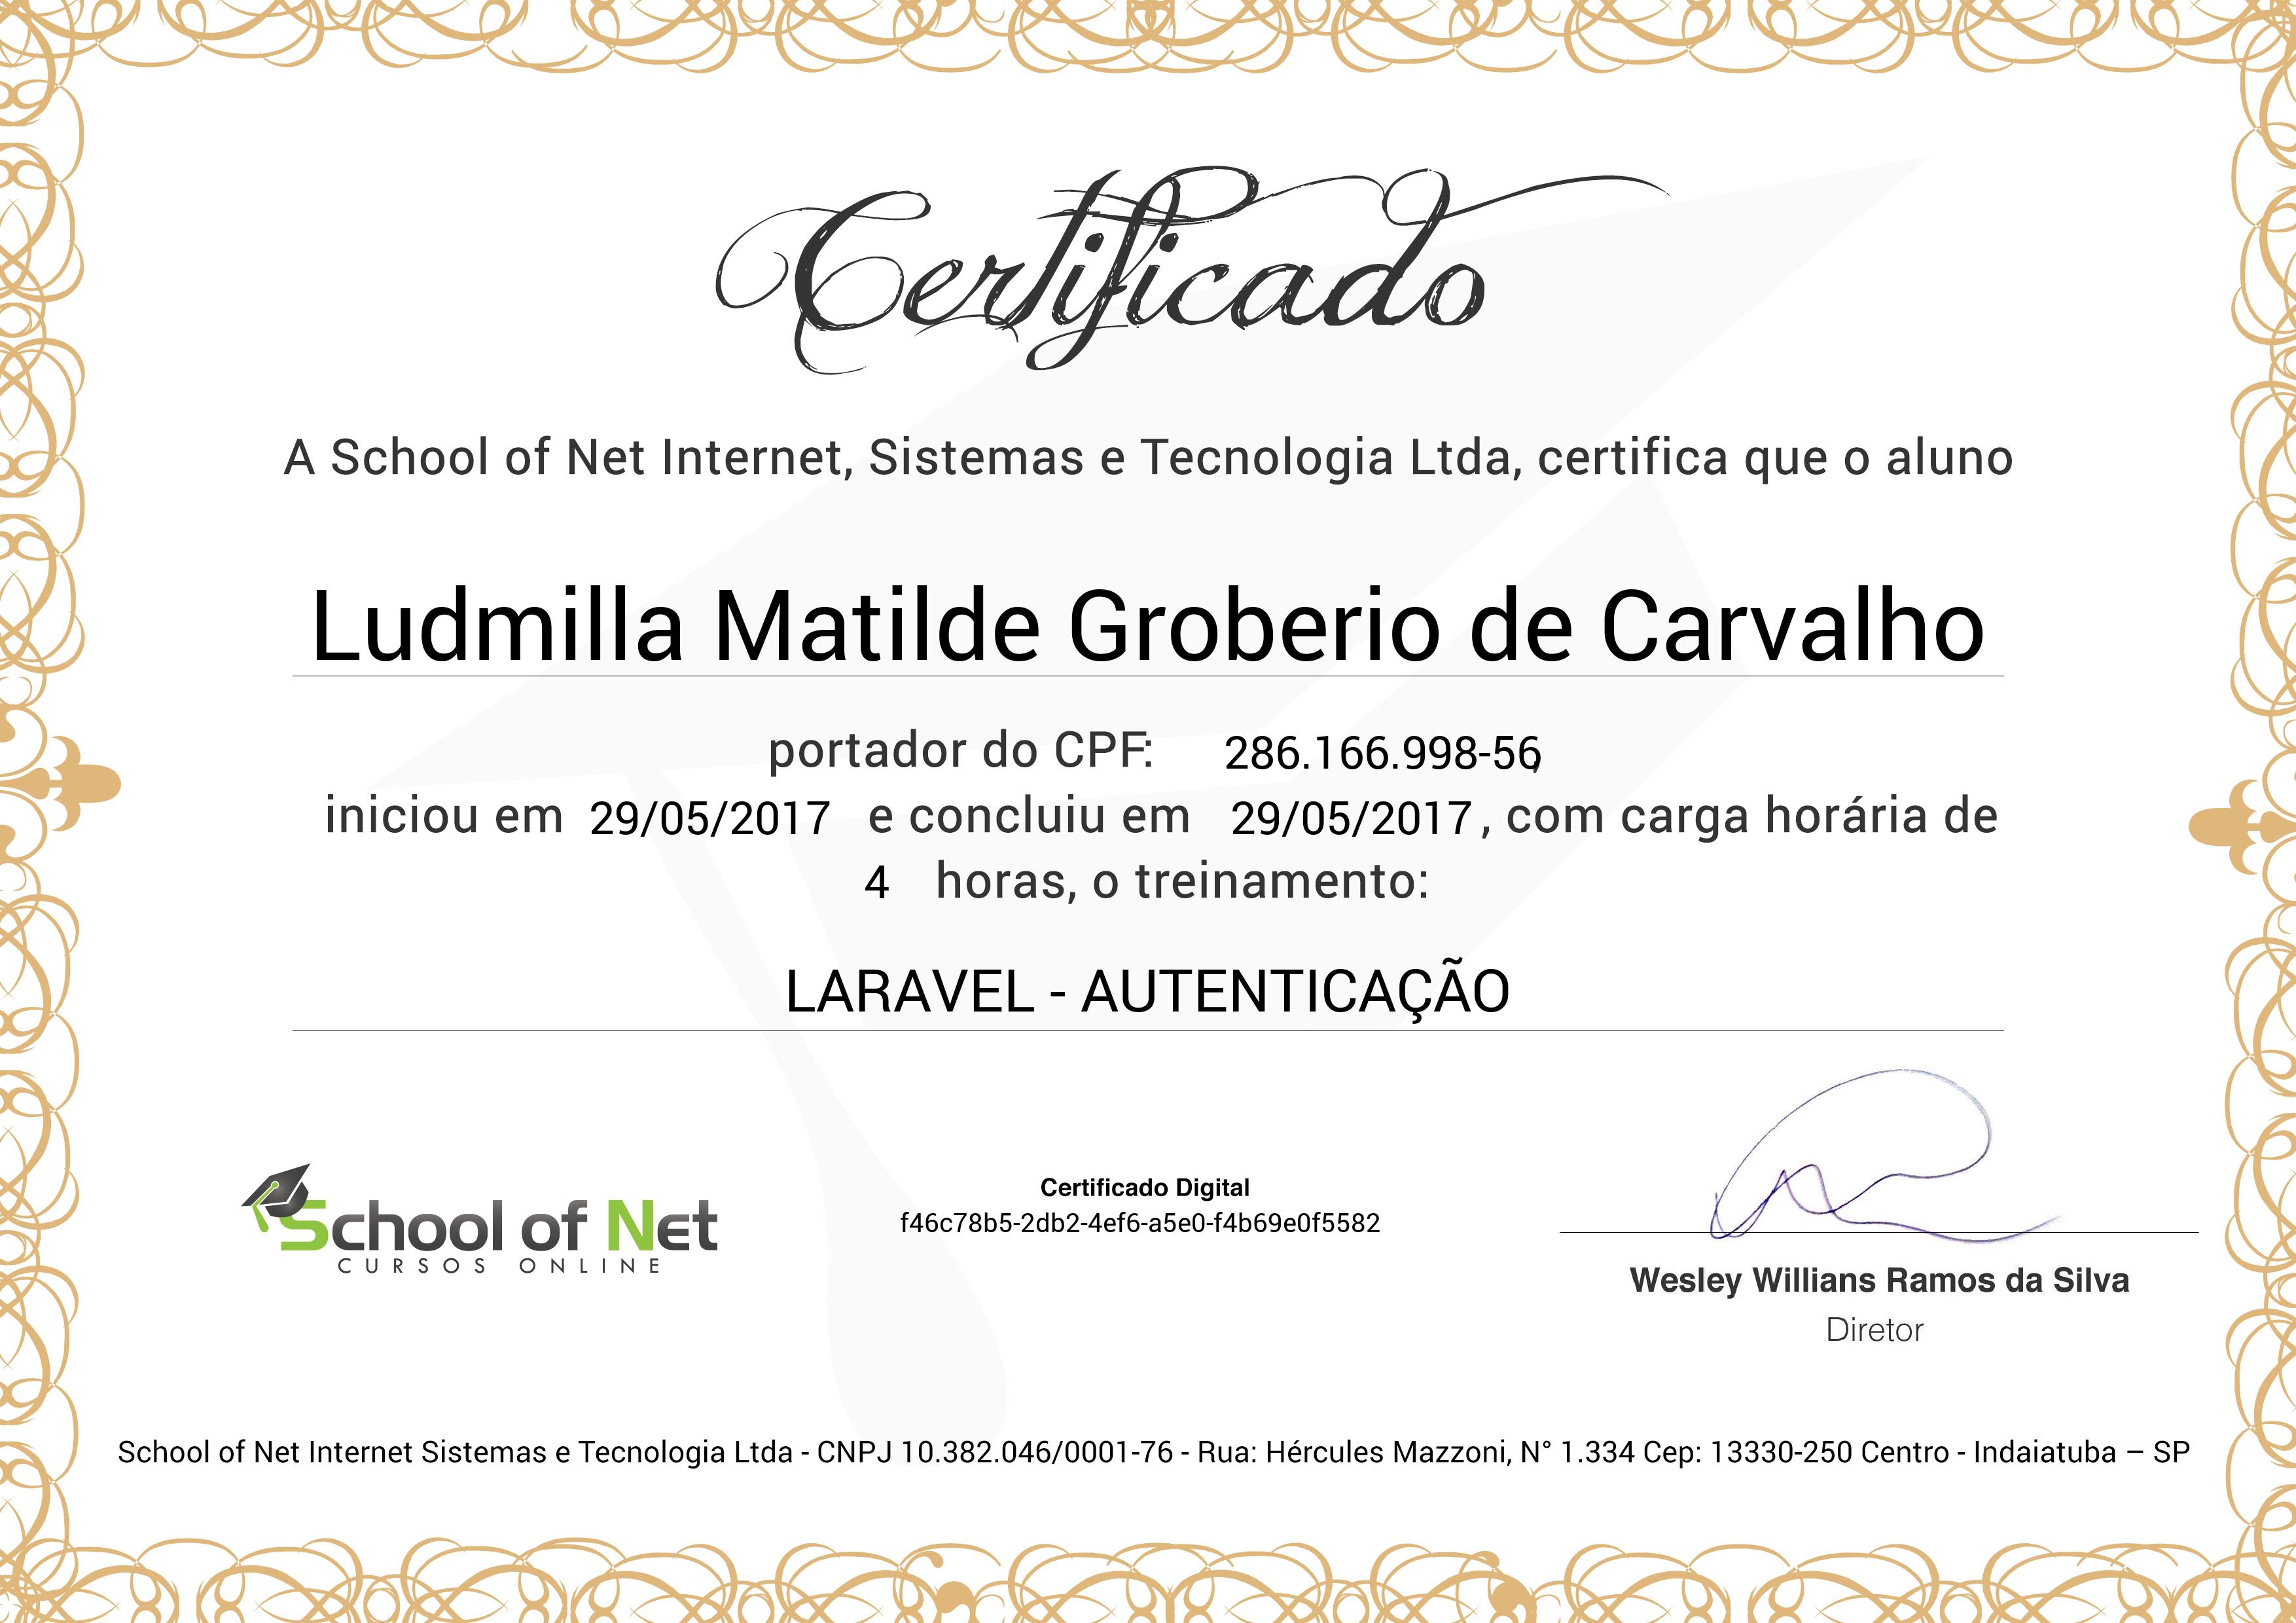 Certificado
A School of Net Internet, Sistemas e Tecnologia Ltda, certifica que o aluno
Ludmilla Matilde Groberio de Carvalho
portador do CPF: 286.166.998-56,
iniciou em 29/05/2017 e concluiu em 29/05/2017, com carga horária de
4 horas, o treinamento:
LARAVEL - AUTENTICAÇÃO
School of Net
CURSOS ONLINE
Certificado Digital
f46c78b5-2db2-4ef6-a5e0-f4b69e0f5582
Wesley Willians Ramos da Silva
Diretor
School of Net Internet Sistemas e Tecnologia Ltda - CNPJ 10.382.046/0001-76 - Rua: Hércules Mazzoni, N° 1.334 Cep: 13330-250 Centro - Indaiatuba – SP